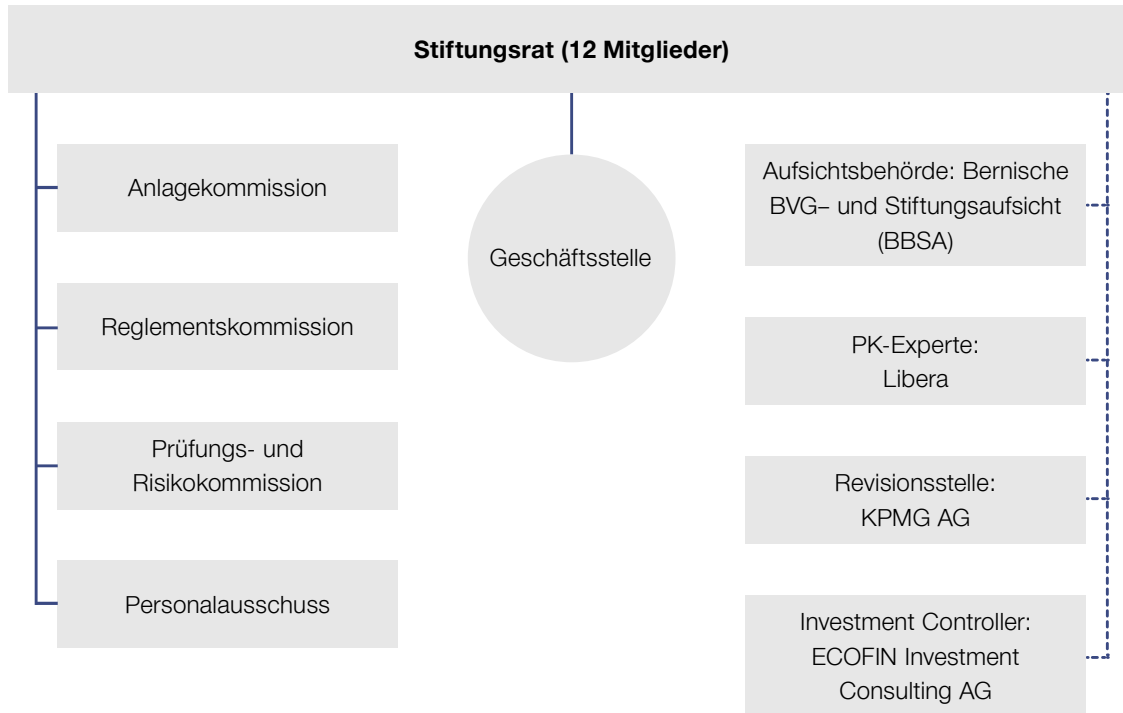 Stiftungsrat (12 Mitglieder)
Anlagekommission
Reglementskommission
Prüfungs- und
Risikokommission
Personalausschuss
Geschäftsstelle
Aufsichtsbehörde: Bernische
BVG– und Stiftungsaufsicht
(BBSA)
PK-Experte:
Libera
Revisionsstelle:
KPMG AG
Investment Controller:
ECOFIN Investment
Consulting AG